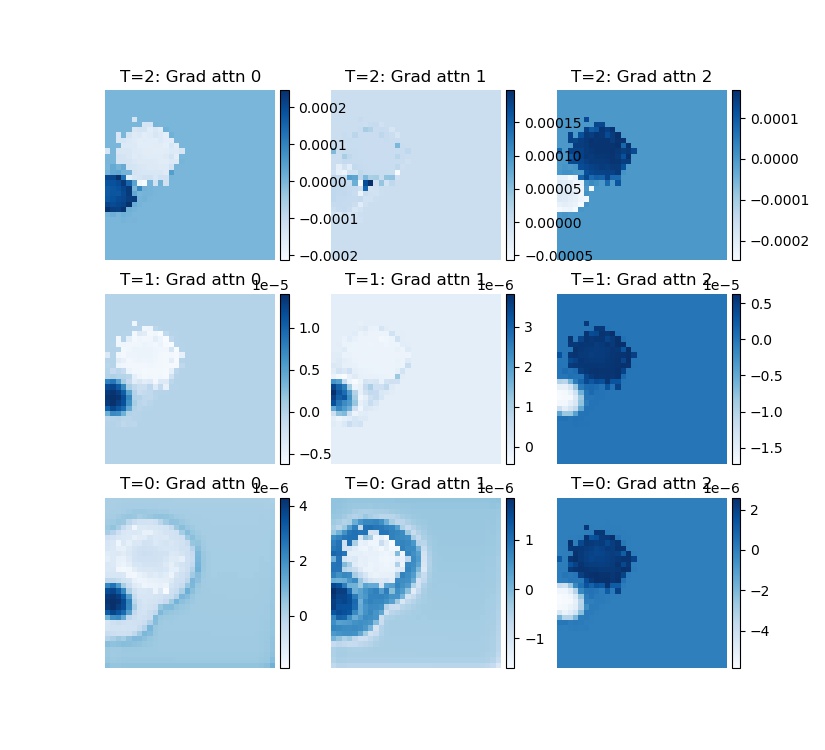 T=2: Grad attn 0
T=2: Grad attn 1
T=2: Grad attn 2
0.0002
0.0001
0.0000
−0.0001
−0.0002
0.00015
0.00010
0.00005
0.00000
−0.00005
0.0001
0.0000
−0.0001
−0.0002
T=1: Grad attn 0
1e−5
T=1: Grad attn 1
1e−6
T=1: Grad attn 2
1e−5
1.0
0.5
0.0
−0.5
3
2
1
0
0.5
0.0
−0.5
−1.0
−1.5
T=0: Grad attn 0
1e−6
T=0: Grad attn 1
1e−6
T=0: Grad attn 2
1e−6
4
2
0
1
0
−1
2
0
−2
−4